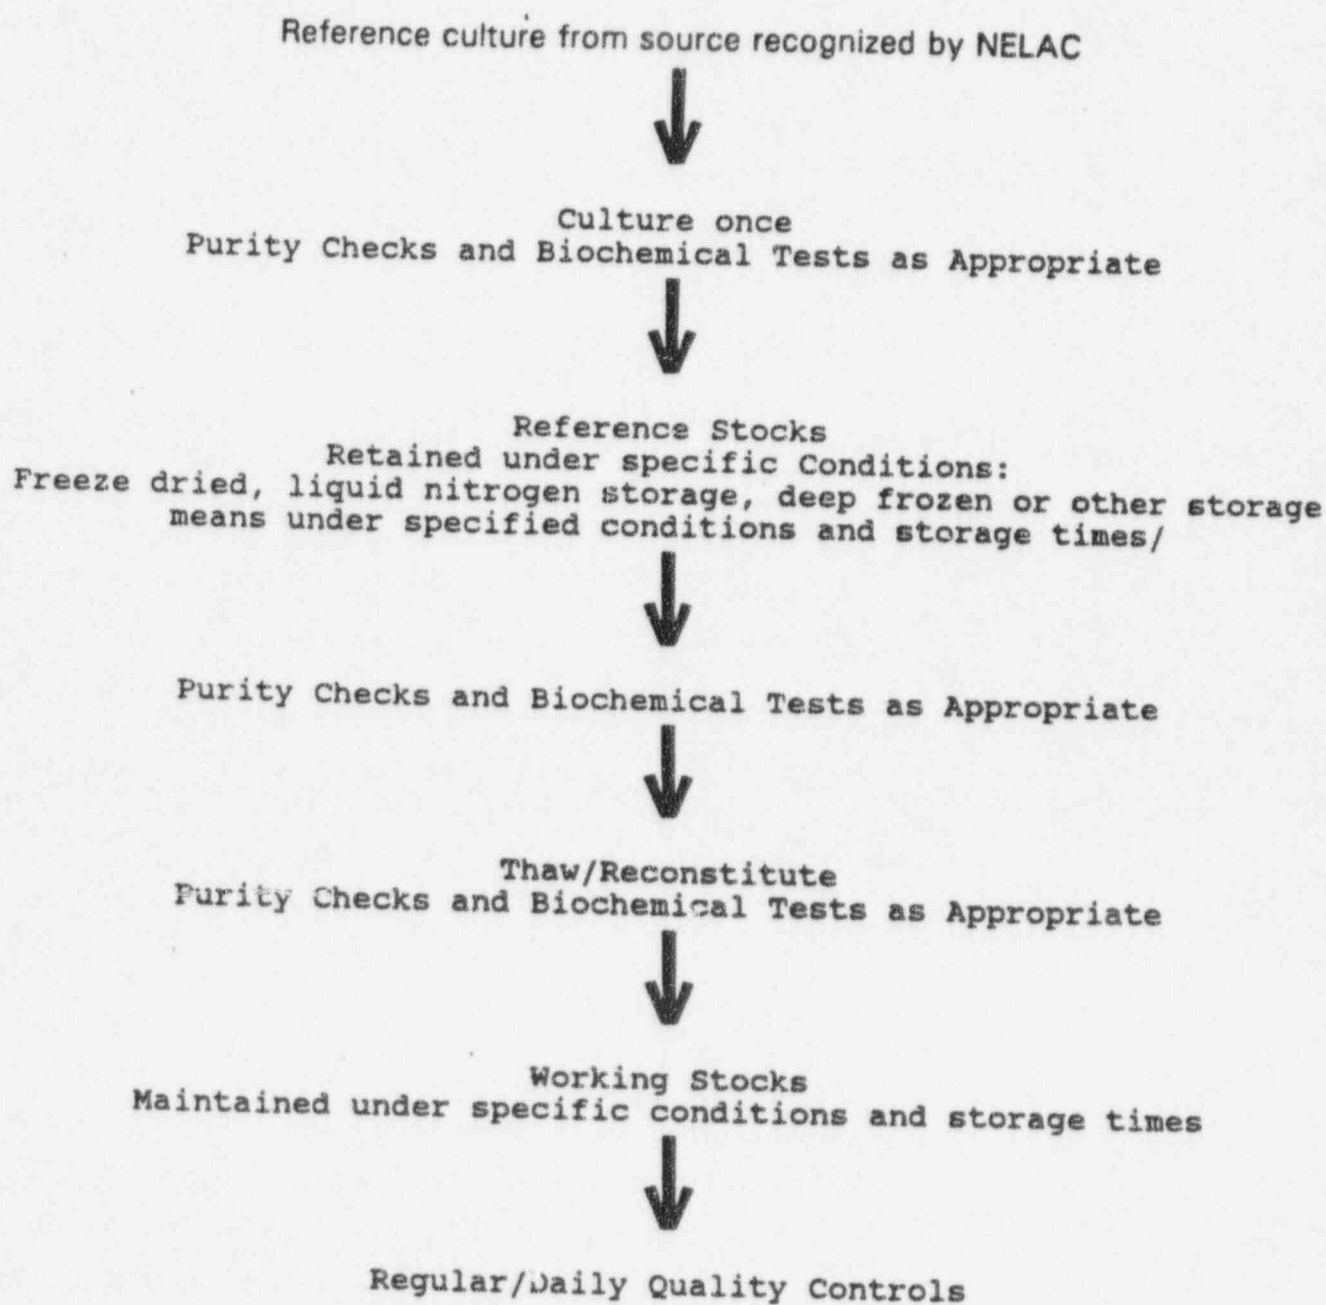 Reference culture from source recognized by NELAC
Culture once
Purity Checks and Biochemical Tests as Appropriate
Reference Stocks
Retained under specific Conditions:
Freeze dried, liquid nitrogen storage, deep frozen or other storage
means under specified conditions and storage times/
Purity Checks and Biochemical Tests as Appropriate
Thaw/Reconstitute
Purity Checks and Biochemical Tests as Appropriate
Working Stocks
Maintained under specific conditions and storage times
Regular/Daily Quality Controls